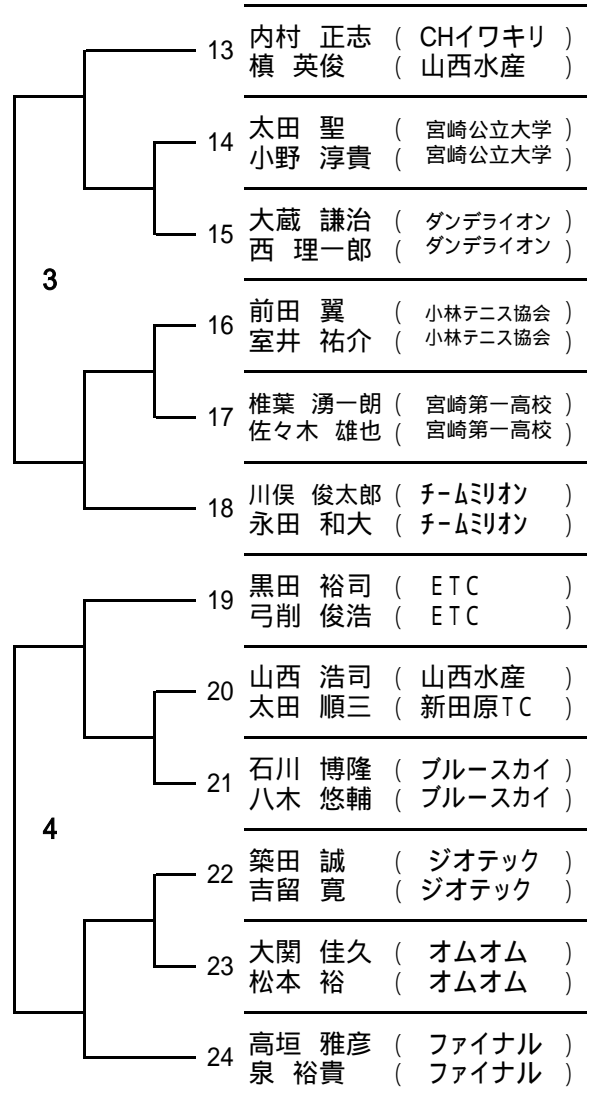 13 内村 正志 ( CHイワキリ )
槙 英俊 ( 山西水産 )
14 太田 聖 ( 宮崎公立大学 )
小野 淳貴 ( 宮崎公立大学 )
15 大蔵 謙治 ( ダンデライオン )
西 理一郎 ( ダンデライオン )
3
16 前田 翼 ( 小林テニス協会 )
室井 祐介 ( 小林テニス協会 )
17 椎葉 湧一朗 ( 宮崎第一高校 )
佐々木 雄也 ( 宮崎第一高校 )
18 川俣 俊太郎 ( チームミリオン )
永田 和大 ( チームミリオン )
19 黒田 裕司 ( ETC )
弓削 俊浩 ( ETC )
20 山西 浩司 ( 山西水産 )
太田 順三 ( 新田原TC )
21 石川 博隆 ( ブルースカイ )
八木 悠輔 ( ブルースカイ )
4
22 築田 誠 ( ジオテック )
吉留 寛 ( ジオテック )
23 大関 佳久 ( オムオム )
松本 裕 ( オムオム )
24 高垣 雅彦 ( ファイナル )
泉 裕貴 ( ファイナル )